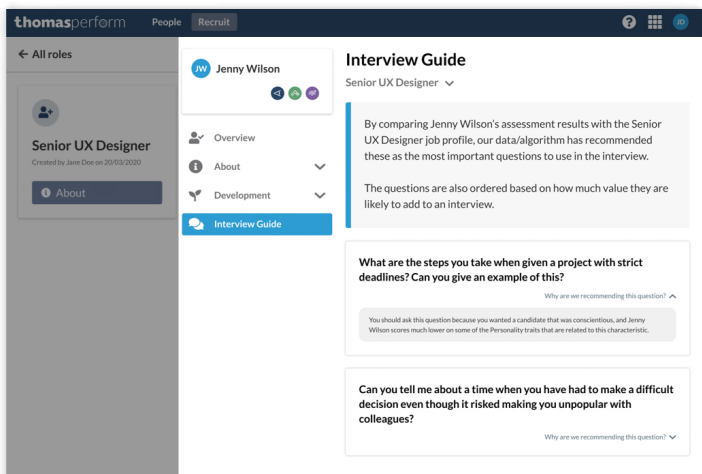 thomasperform
People
Recruit
?
JD
← All roles
Senior UX Designer
Created by Jane Doe on 20/03/2020
About
JW
Jenny Wilson
Overview
About
Development
Interview Guide
Interview Guide
Senior UX Designer
By comparing Jenny Wilson's assessment results with the Senior
UX Designer job profile, our data/algorithm has recommended
these as the most important questions to use in the interview.
The questions are also ordered based on how much value they are
likely to add to an interview.
What are the steps you take when given a project with strict
deadlines? Can you give an example of this?
Why are we recommending this question?
You should ask this question because you wanted a candidate that was conscientious, and Jenny
Wilson scores much lower on some of the Personality traits that are related to this characteristic.
Can you tell me about a time when you have had to make a difficult
decision even though it risked making you unpopular with
colleagues?
Why are we recommending this question?